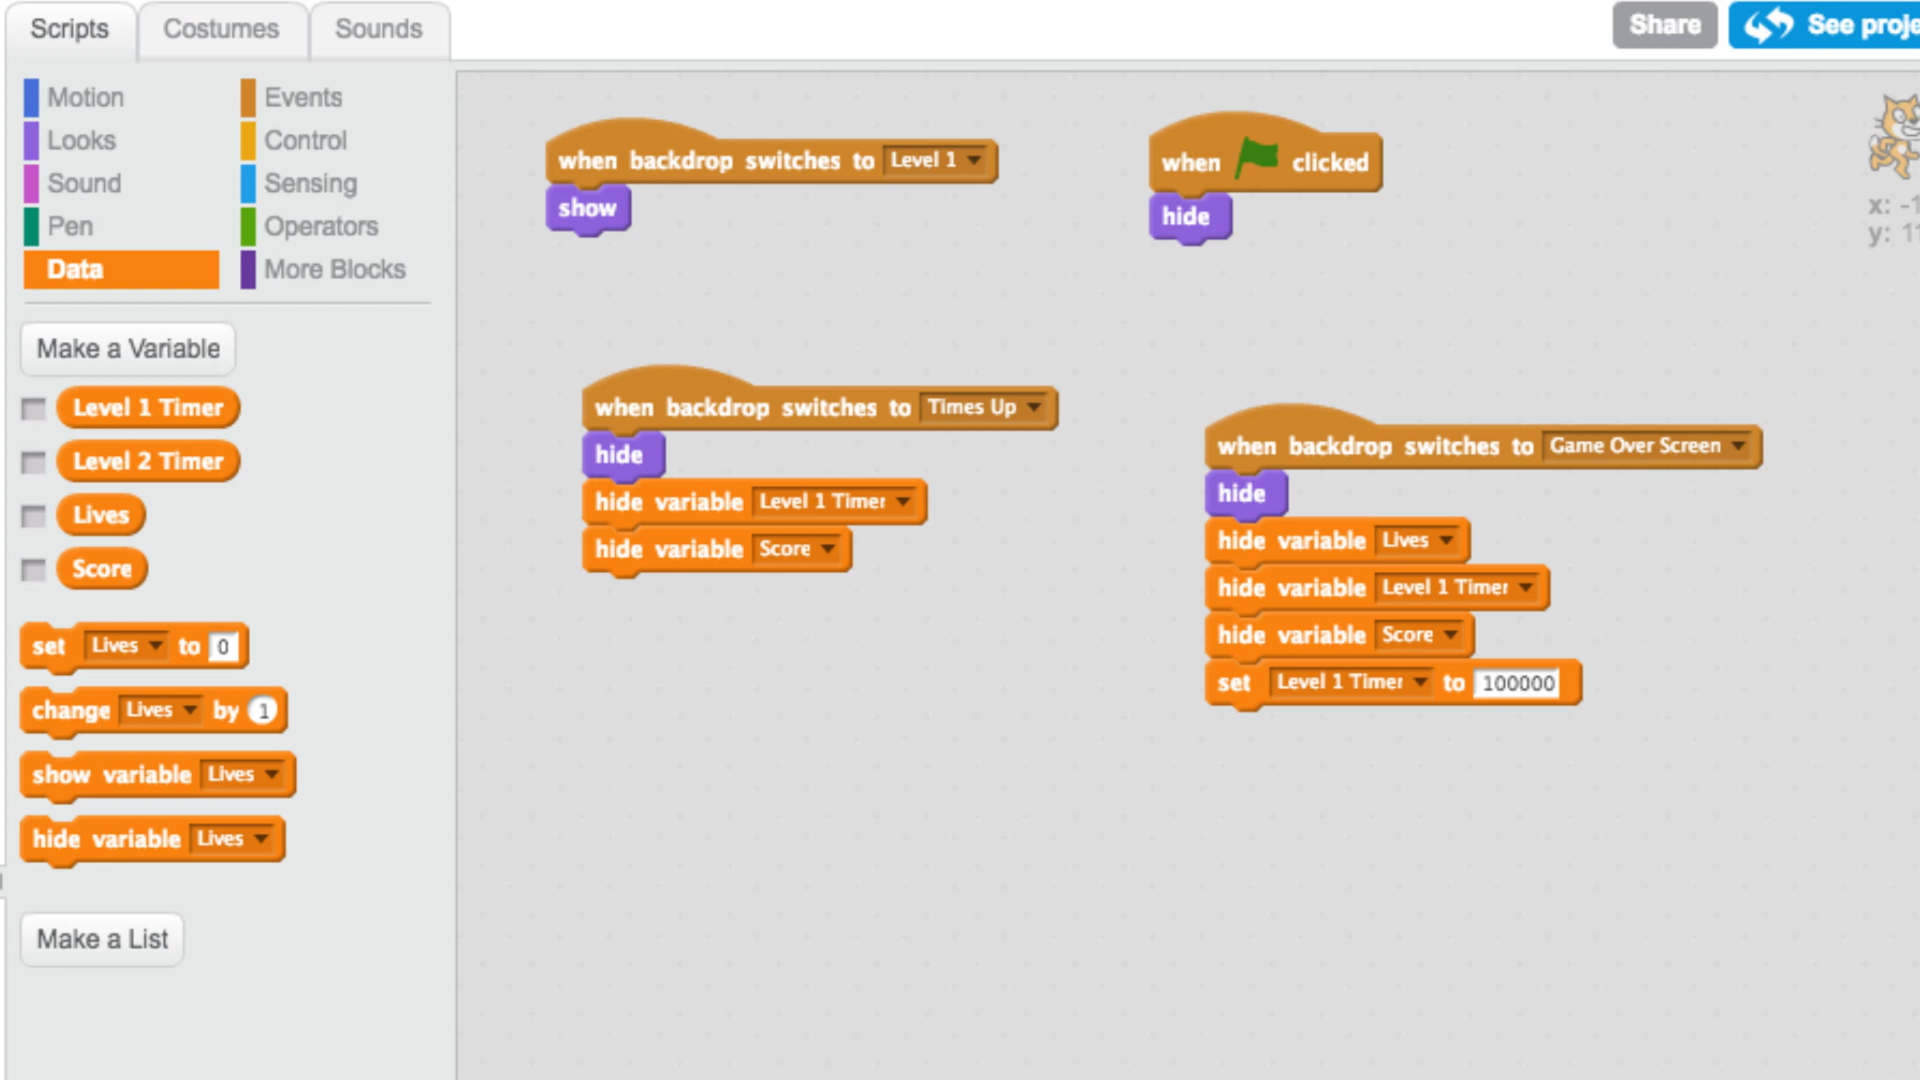 Scripts
Costumes
Sounds
Share
See proje
Motion
Events
Looks
Control
Sound
Sensing
Pen
Operators
Data
More Blocks
Make a Variable
Level 1 Timer
Level 2 Timer
Lives
Score
set Lives to 0
change Lives by 1
show variable Lives
hide variable Lives
Make a List
when backdrop switches to Level 1
show
when clicked
hide
when backdrop switches to Times Up
hide
hide variable Level 1 Timer
hide variable Score
when backdrop switches to Game Over Screen
hide
hide variable Lives
hide variable Level 1 Timer
hide variable Score
set Level 1 Timer to 100000
x: -1
y: 11